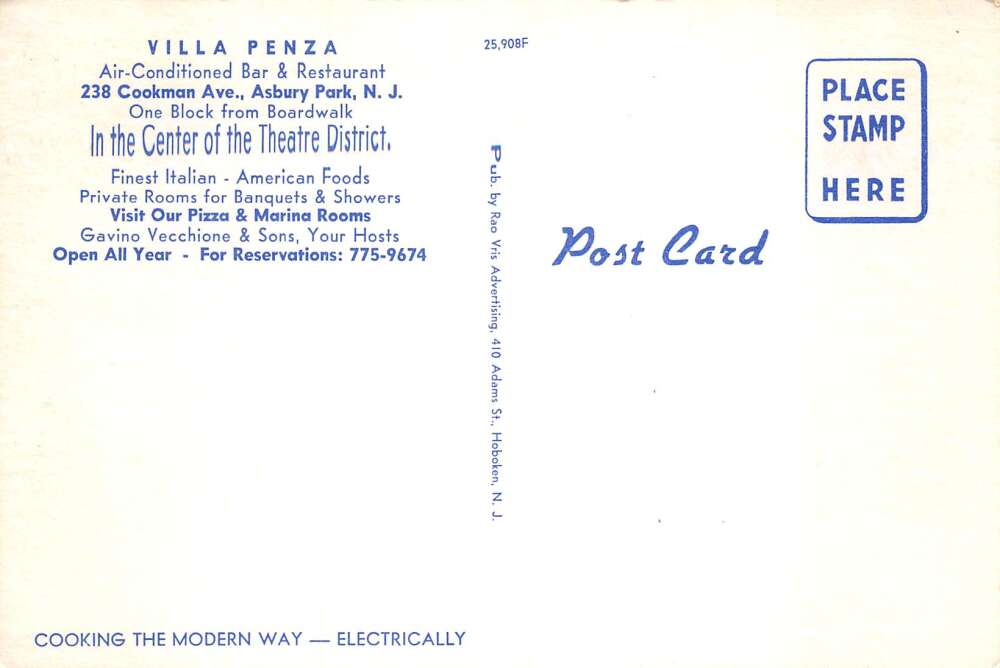 VILLA PENZA
Air-Conditioned Bar & Restaurant
238 Cookman Ave., Asbury Park, N. J.
One Block from Boardwalk
In the Center of the Theatre District.
Finest Italian - American Foods
Private Rooms for Banquets & Showers
Visit Our Pizza & Marina Rooms
Gavino Vecchione & Sons, Your Hosts
Open All Year - For Reservations: 775-9674
COOKING THE MODERN WAY — ELECTRICALLY
25,908F
Pub. by Rao Vris Advertising, 410 Adams St., Hoboken, N. J.
Post Card
PLACE
STAMP
HERE